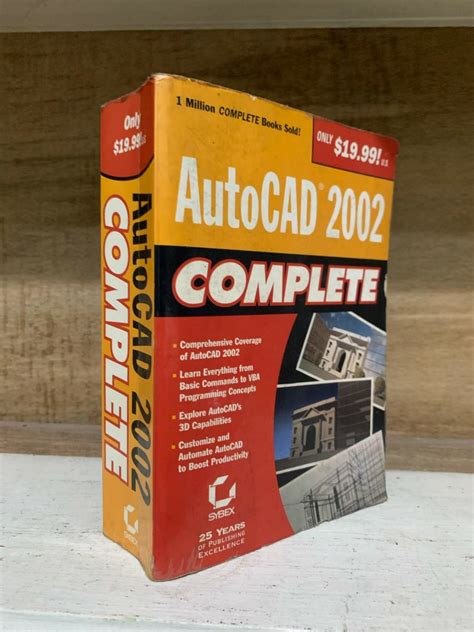 Only
$19.99! U.S.
AutoCAD 2002
COMPLETE
SYBEX
1 Million COMPLETE Books Sold!
ONLY $19.99! U.S.
AutoCAD® 2002
COMPLETE
• Comprehensive Coverage
of AutoCAD 2002
• Learn Everything from
Basic Commands to VBA
Programming Concepts
• Explore AutoCAD's
3D Capabilities
• Customize and
Automate AutoCAD
to Boost Productivity
SYBEX
25 YEARS
OF PUBLISHING
EXCELLENCE